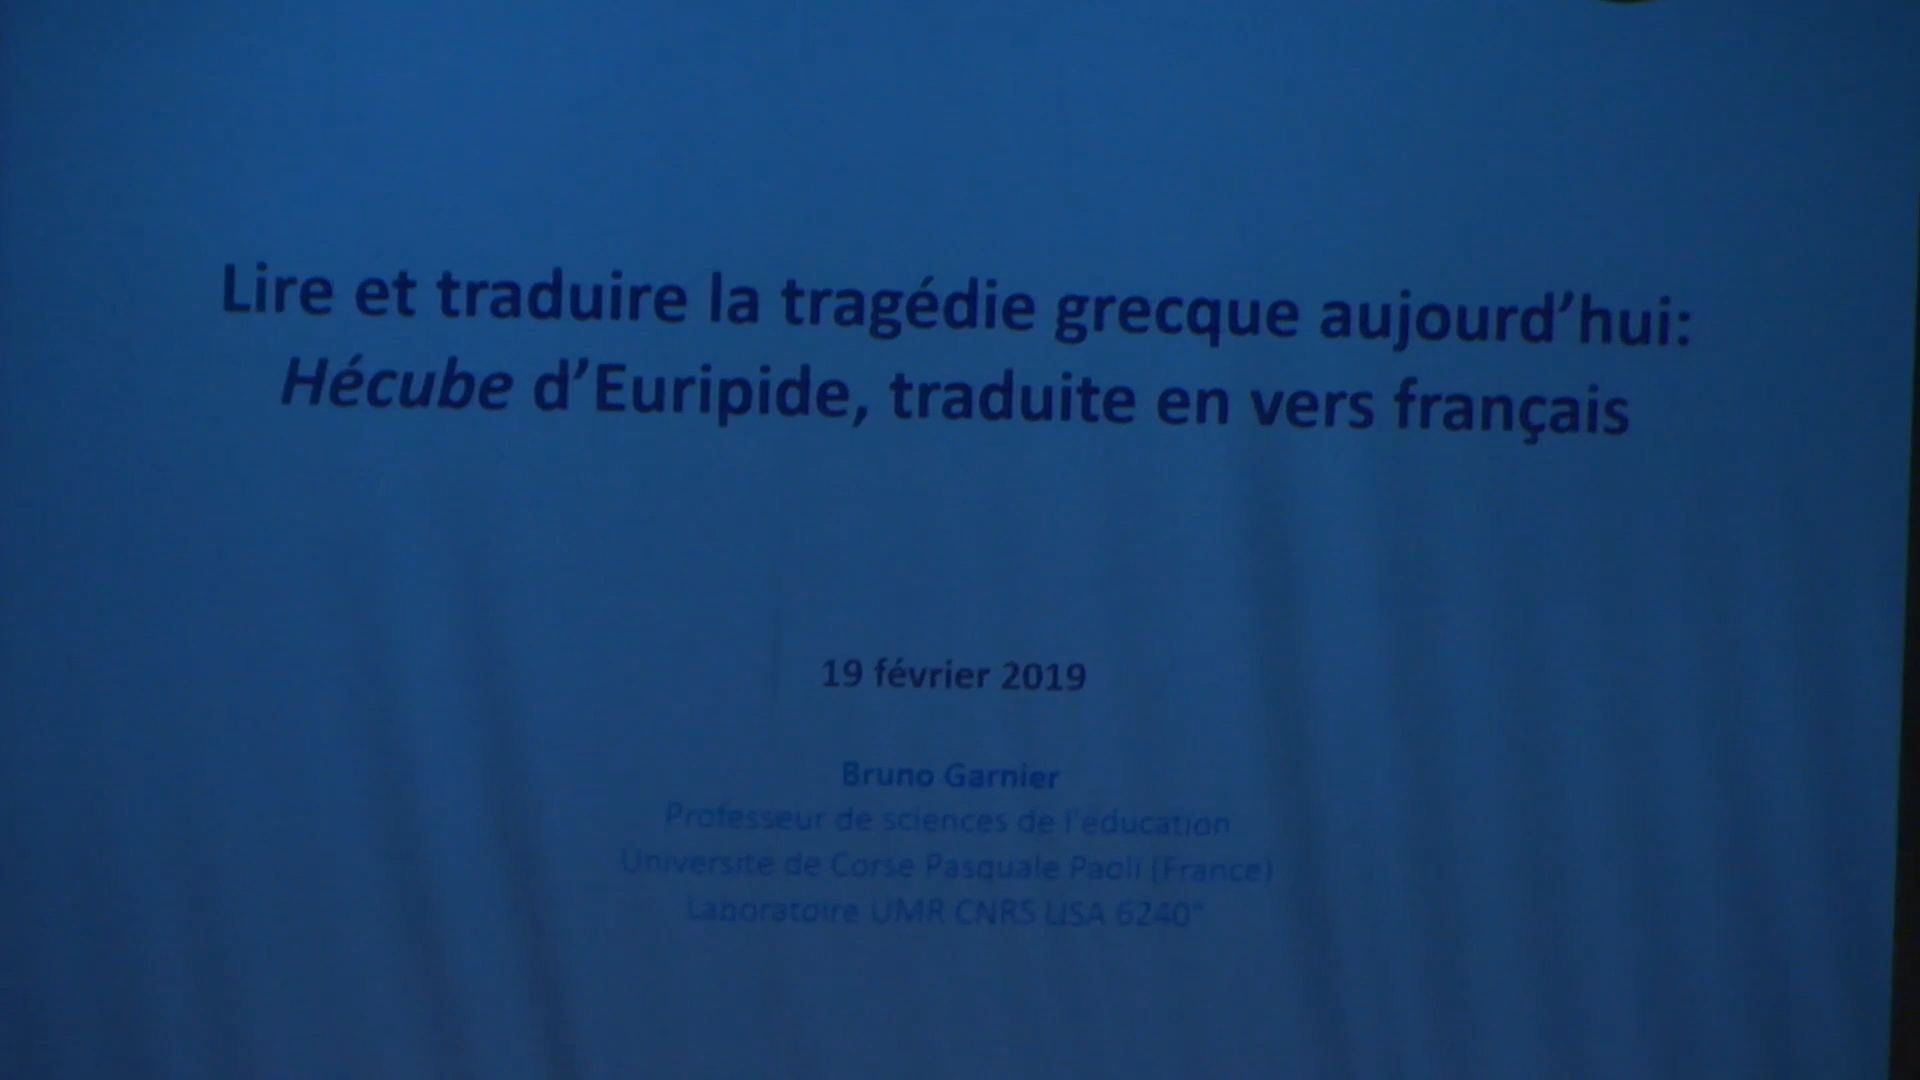 Lire et traduire la tragédie grecque aujourd’hui:
Hécube d’Euripide, traduite en vers français
19 février 2019
Bruno Garnier
Professeur de sciences de l’éducation
Université de Corse Pasquale Paoli (France)
Laboratoire UMR CNRS LISA 6240*